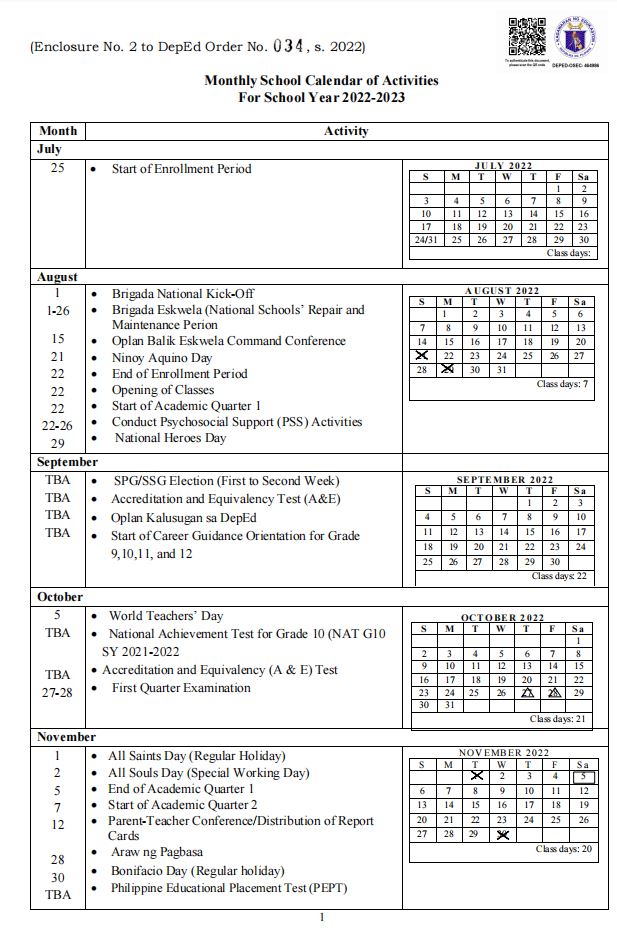 (Enclosure No. 2 to DepEd Order No. 034, s. 2022)
To authenticate this document,
please scan the QR code
KAGAWARAN NG EDUKASYON
DEPED-OSEC-
Monthly School Calendar of Activities
For School Year 2022-2023
Month Activity
July
25 • Start of Enrollment Period
JULY 2022
S M T W T F Sa
1 2
3 4 5 6 7 8 9
10 11 12 13 14 15 16
17 18 19 20 21 22 23
24/31 25 26 27 28 29 30
Class days:
August
1 • Brigada National Kick-Off
1-26 • Brigada Eskwela (National Schools' Repair and
Maintenance Perion
15 • Oplan Balik Eskwela Command Conference
21 • Ninoy Aquino Day
22 • End of Enrollment Period
22 • Opening of Classes
22 • Start of Academic Quarter 1
22-26 • Conduct Psychosocial Support (PSS) Activities
29 • National Heroes Day
AUGUST 2022
S M T W T F Sa
1 2 3 4 5 6
7 8 9 10 11 12 13
14 15 16 17 18 19 20
22 23 24 25 26 27
28 30 31
Class days: 7
September
TBA • SPG/SSG Election (First to Second Week)
TBA • Accreditation and Equivalency Test (A&E)
TBA • Oplan Kalusugan sa DepEd
TBA • Start of Career Guidance Orientation for Grade
9,10,11, and 12
SEPTEMBER 2022
S M T W T F Sa
1 2 3
4 5 6 7 8 9 10
11 12 13 14 15 16 17
18 19 20 21 22 23 24
25 26 27 28 29 30
Class days: 22
October
5 • World Teachers' Day
TBA • National Achievement Test for Grade 10 (NAT G10
SY 2021-2022
TBA • Accreditation and Equivalency (A & E) Test
27-28 • First Quarter Examination
OCTOBER 2022
S M T W T F Sa
1
2 3 4 5 6 7 8
9 10 11 12 13 14 15
16 17 18 19 20 21 22
23 24 25 26 29
30 31
Class days: 21
November
1 • All Saints Day (Regular Holiday)
2 • All Souls Day (Special Working Day)
5 • End of Academic Quarter 1
7 • Start of Academic Quarter 2
12 • Parent-Teacher Conference/Distribution of Report
Cards
28 • Araw ng Pagbasa
30 • Bonifacio Day (Regular holiday)
TBA • Philippine Educational Placement Test (PEPT)
NOVEMBER 2022
S M T W T F Sa
2 3 4 5
6 7 8 9 10 11 12
13 14 15 16 17 18 19
20 21 22 23 24 25 26
27 28 29
Class days: 20
1